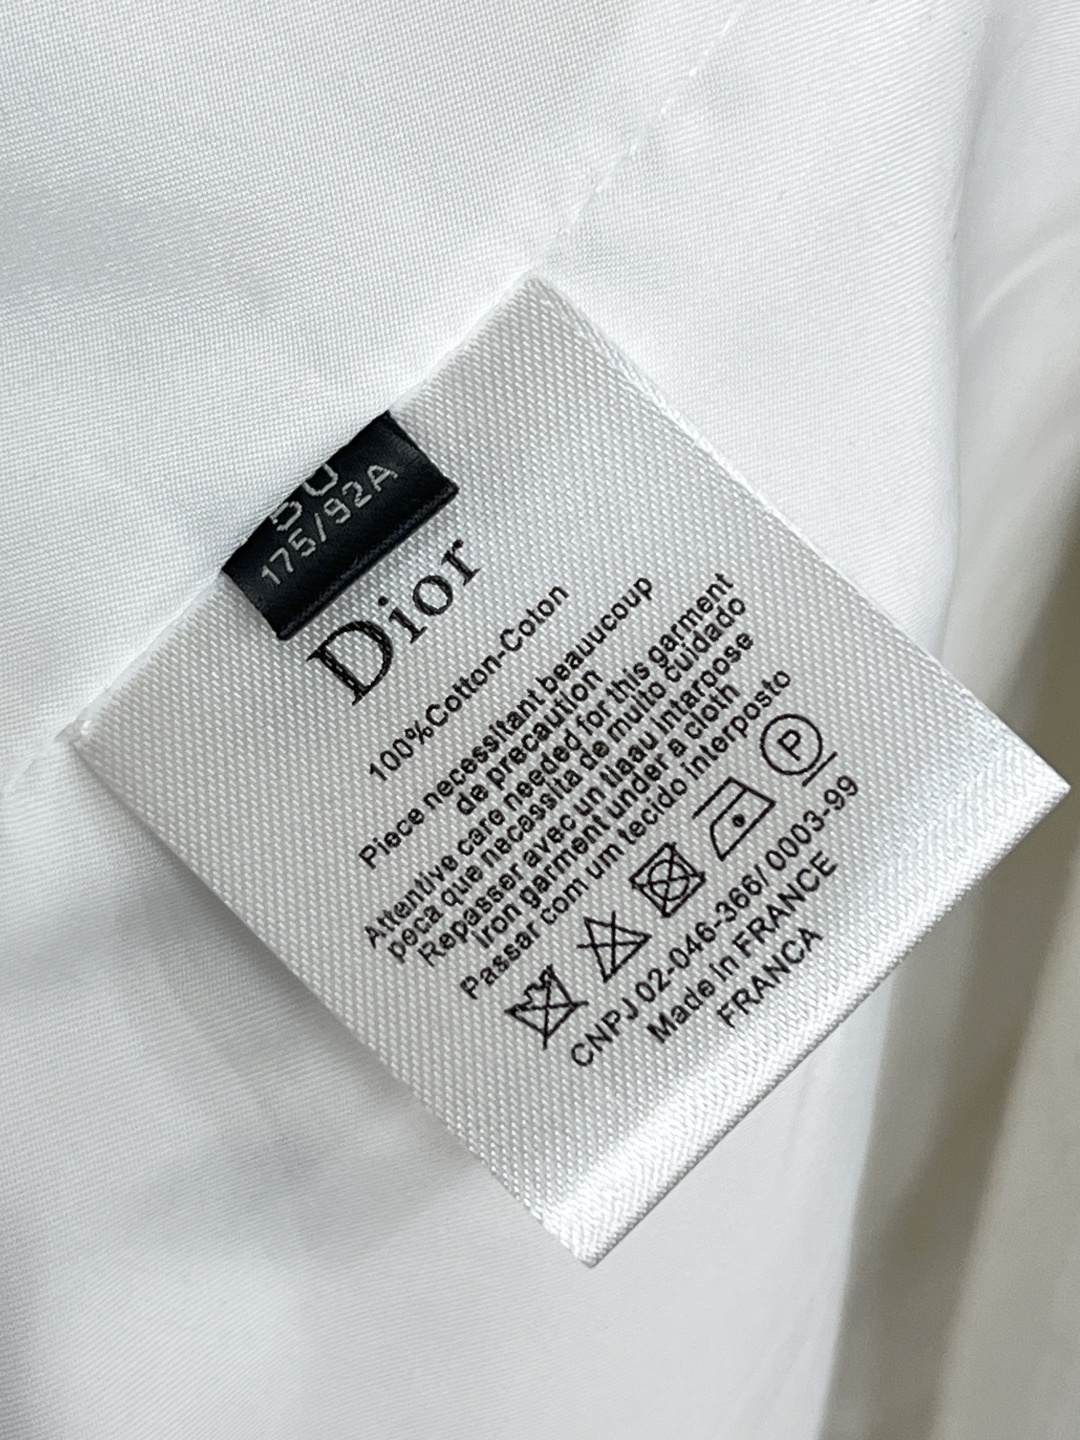 175/92A
Dior
100%Cotton-Coton
Piece necessitant beauucoup
de precaution
Attentive care needed for this garment
peca que necassita de muito cuidado
Repasser avec un tiaau intarpose
Iron garment under a cloth
Passar com um tecido interposto
P
CNPJ 02-046-366/ 0003-99
Made in FRANCE
FRANCA